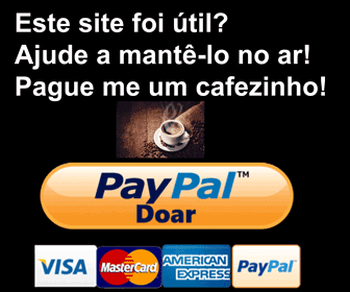 Este site foi útil?
Ajude a mantê-lo no ar!
Pague me um cafezinho!
PayPal™
Doar
VISA MasterCard AMERICAN EXPRESS PayPal